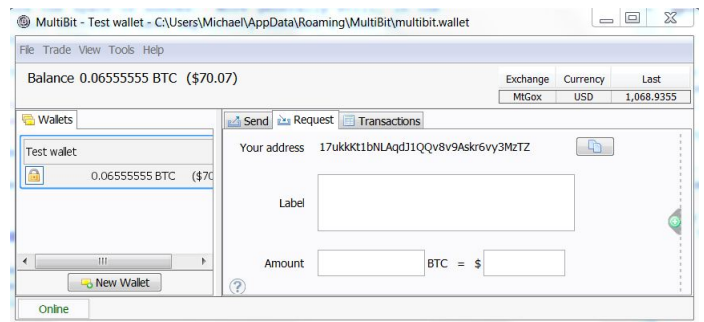 MultiBit - Test wallet - C:\Users\Michael\AppData\Roaming\MultiBit\multibit.wallet
File Trade View Tools Help
Balance 0.06555555 BTC ($70.07)
Exchange Currency Last
MtGox USD 1,068.9355
Wallets
Send Request Transactions
Test wallet
0.06555555 BTC ($70
Your address 17ukkKt1bNLAqdJ1QQv8v9Askr6vy3MzTZ
Label
Amount BTC = $
New Wallet
Online